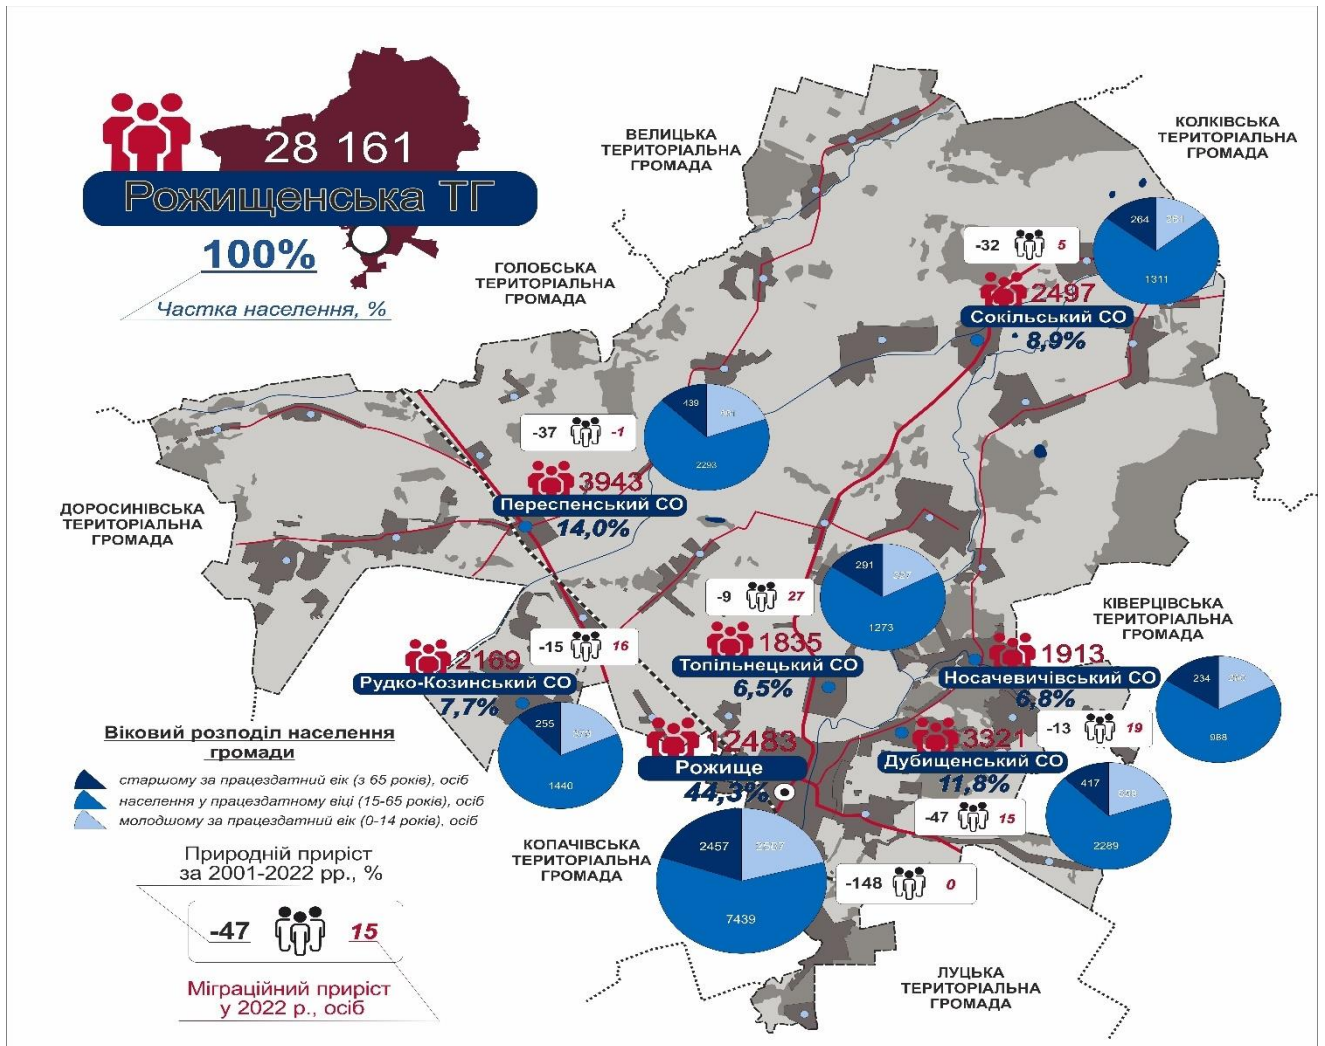 28 161
Рожищенська ТГ
100%
Частка населення, %
ВЕЛИЦЬКА
ТЕРИТОРІАЛЬНА
ГРОМАДА
КОЛКІВСЬКА
ТЕРИТОРІАЛЬНА
ГРОМАДА
ГОЛОБСЬКА
ТЕРИТОРІАЛЬНА
ГРОМАДА
264
1311
-32
5
2497
Сокільський СО
8,9%
439
2293
-37
-1
3943
Переспенський СО
14,0%
ДОРОСИНІВСЬКА
ТЕРИТОРІАЛЬНА
ГРОМАДА
291
1273
-9
27
1835
Топільнецький СО
6,5%
КІВЕРЦІВСЬКА
ТЕРИТОРІАЛЬНА
ГРОМАДА
-15
16
2169
Рудко-Козинський СО
7,7%
255
1440
1913
Носачевичівський СО
6,8%
234
988
-13
19
12483
Рожище
44,3%
2457
7439
-148
0
3321
Дубищенський СО
11,8%
417
2289
-47
15
Віковий розподіл населення
громади
старшому за працездатний вік (з 65 років), осіб
населення у працездатному віці (15-65 років), осіб
молодшому за працездатний вік (0-14 років), осіб
Природній приріст
за 2001-2022 рр., %
-47
15
Міграційний приріст
у 2022 р., осіб
КОПАЧІВСЬКА
ТЕРИТОРІАЛЬНА
ГРОМАДА
ЛУЦЬКА
ТЕРИТОРІАЛЬНА
ГРОМАДА